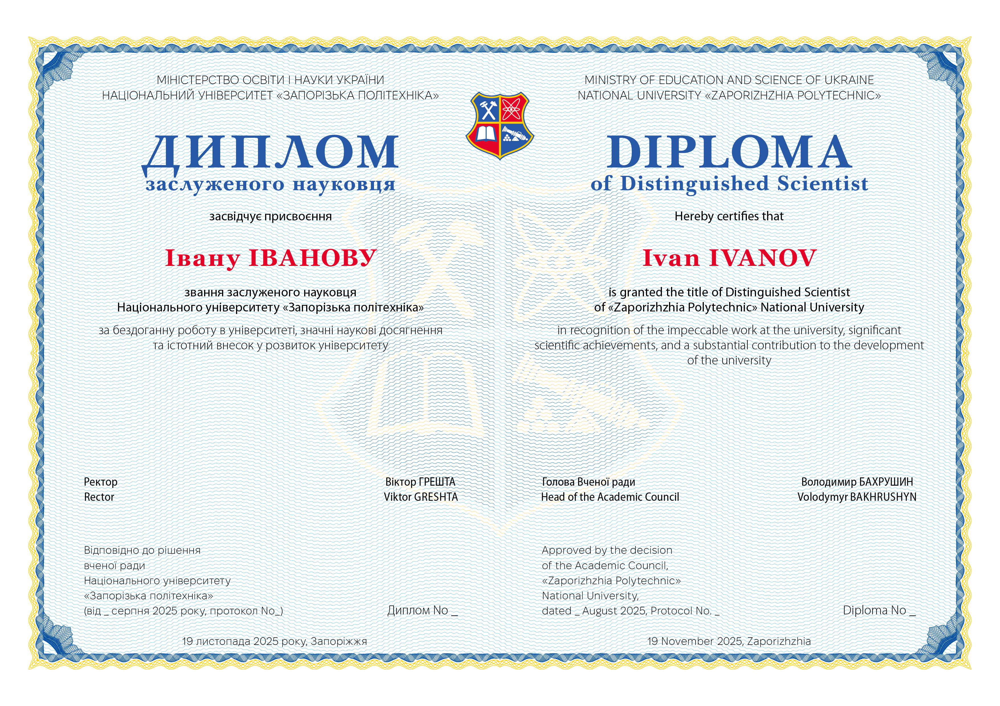 МІНІСТЕРСТВО ОСВІТИ І НАУКИ УКРАЇНИ
НАЦІОНАЛЬНИЙ УНІВЕРСИТЕТ «ЗАПОРІЗЬКА ПОЛІТЕХНІКА»
ДИПЛОМ
заслуженого науковця
засвідчує присвоєння
Івану ІВАНОВУ
звання заслуженого науковця
Національного університету «Запорізька політехніка»
за бездоганну роботу в університеті, значні наукові досягнення
та істотний внесок у розвиток університету
Ректор
Rector
Віктор ГРЕШТА
Viktor GRESHTA
Відповідно до рішення
вченої ради
Національного університету
«Запорізька політехніка»
(від _ серпня 2025 року, протокол No_)
Диплом No _
19 листопада 2025 року, Запоріжжя
MINISTRY OF EDUCATION AND SCIENCE OF UKRAINE
NATIONAL UNIVERSITY «ZAPORIZHZHIA POLYTECHNIC»
DIPLOMA
of Distinguished Scientist
Hereby certifies that
Ivan IVANOV
is granted the title of Distinguished Scientist
of «Zaporizhzhia Polytechnic» National University
in recognition of the impeccable work at the university, significant
scientific achievements, and a substantial contribution to the development
of the university
Голова Вченої ради
Head of the Academic Council
Володимир БАХРУШИН
Volodymyr BAKHRUSHYN
Approved by the decision
of the Academic Council,
«Zaporizhzhia Polytechnic»
National University,
dated _ August 2025, Protocol No. _
Diploma No _
19 November 2025, Zaporizhzhia